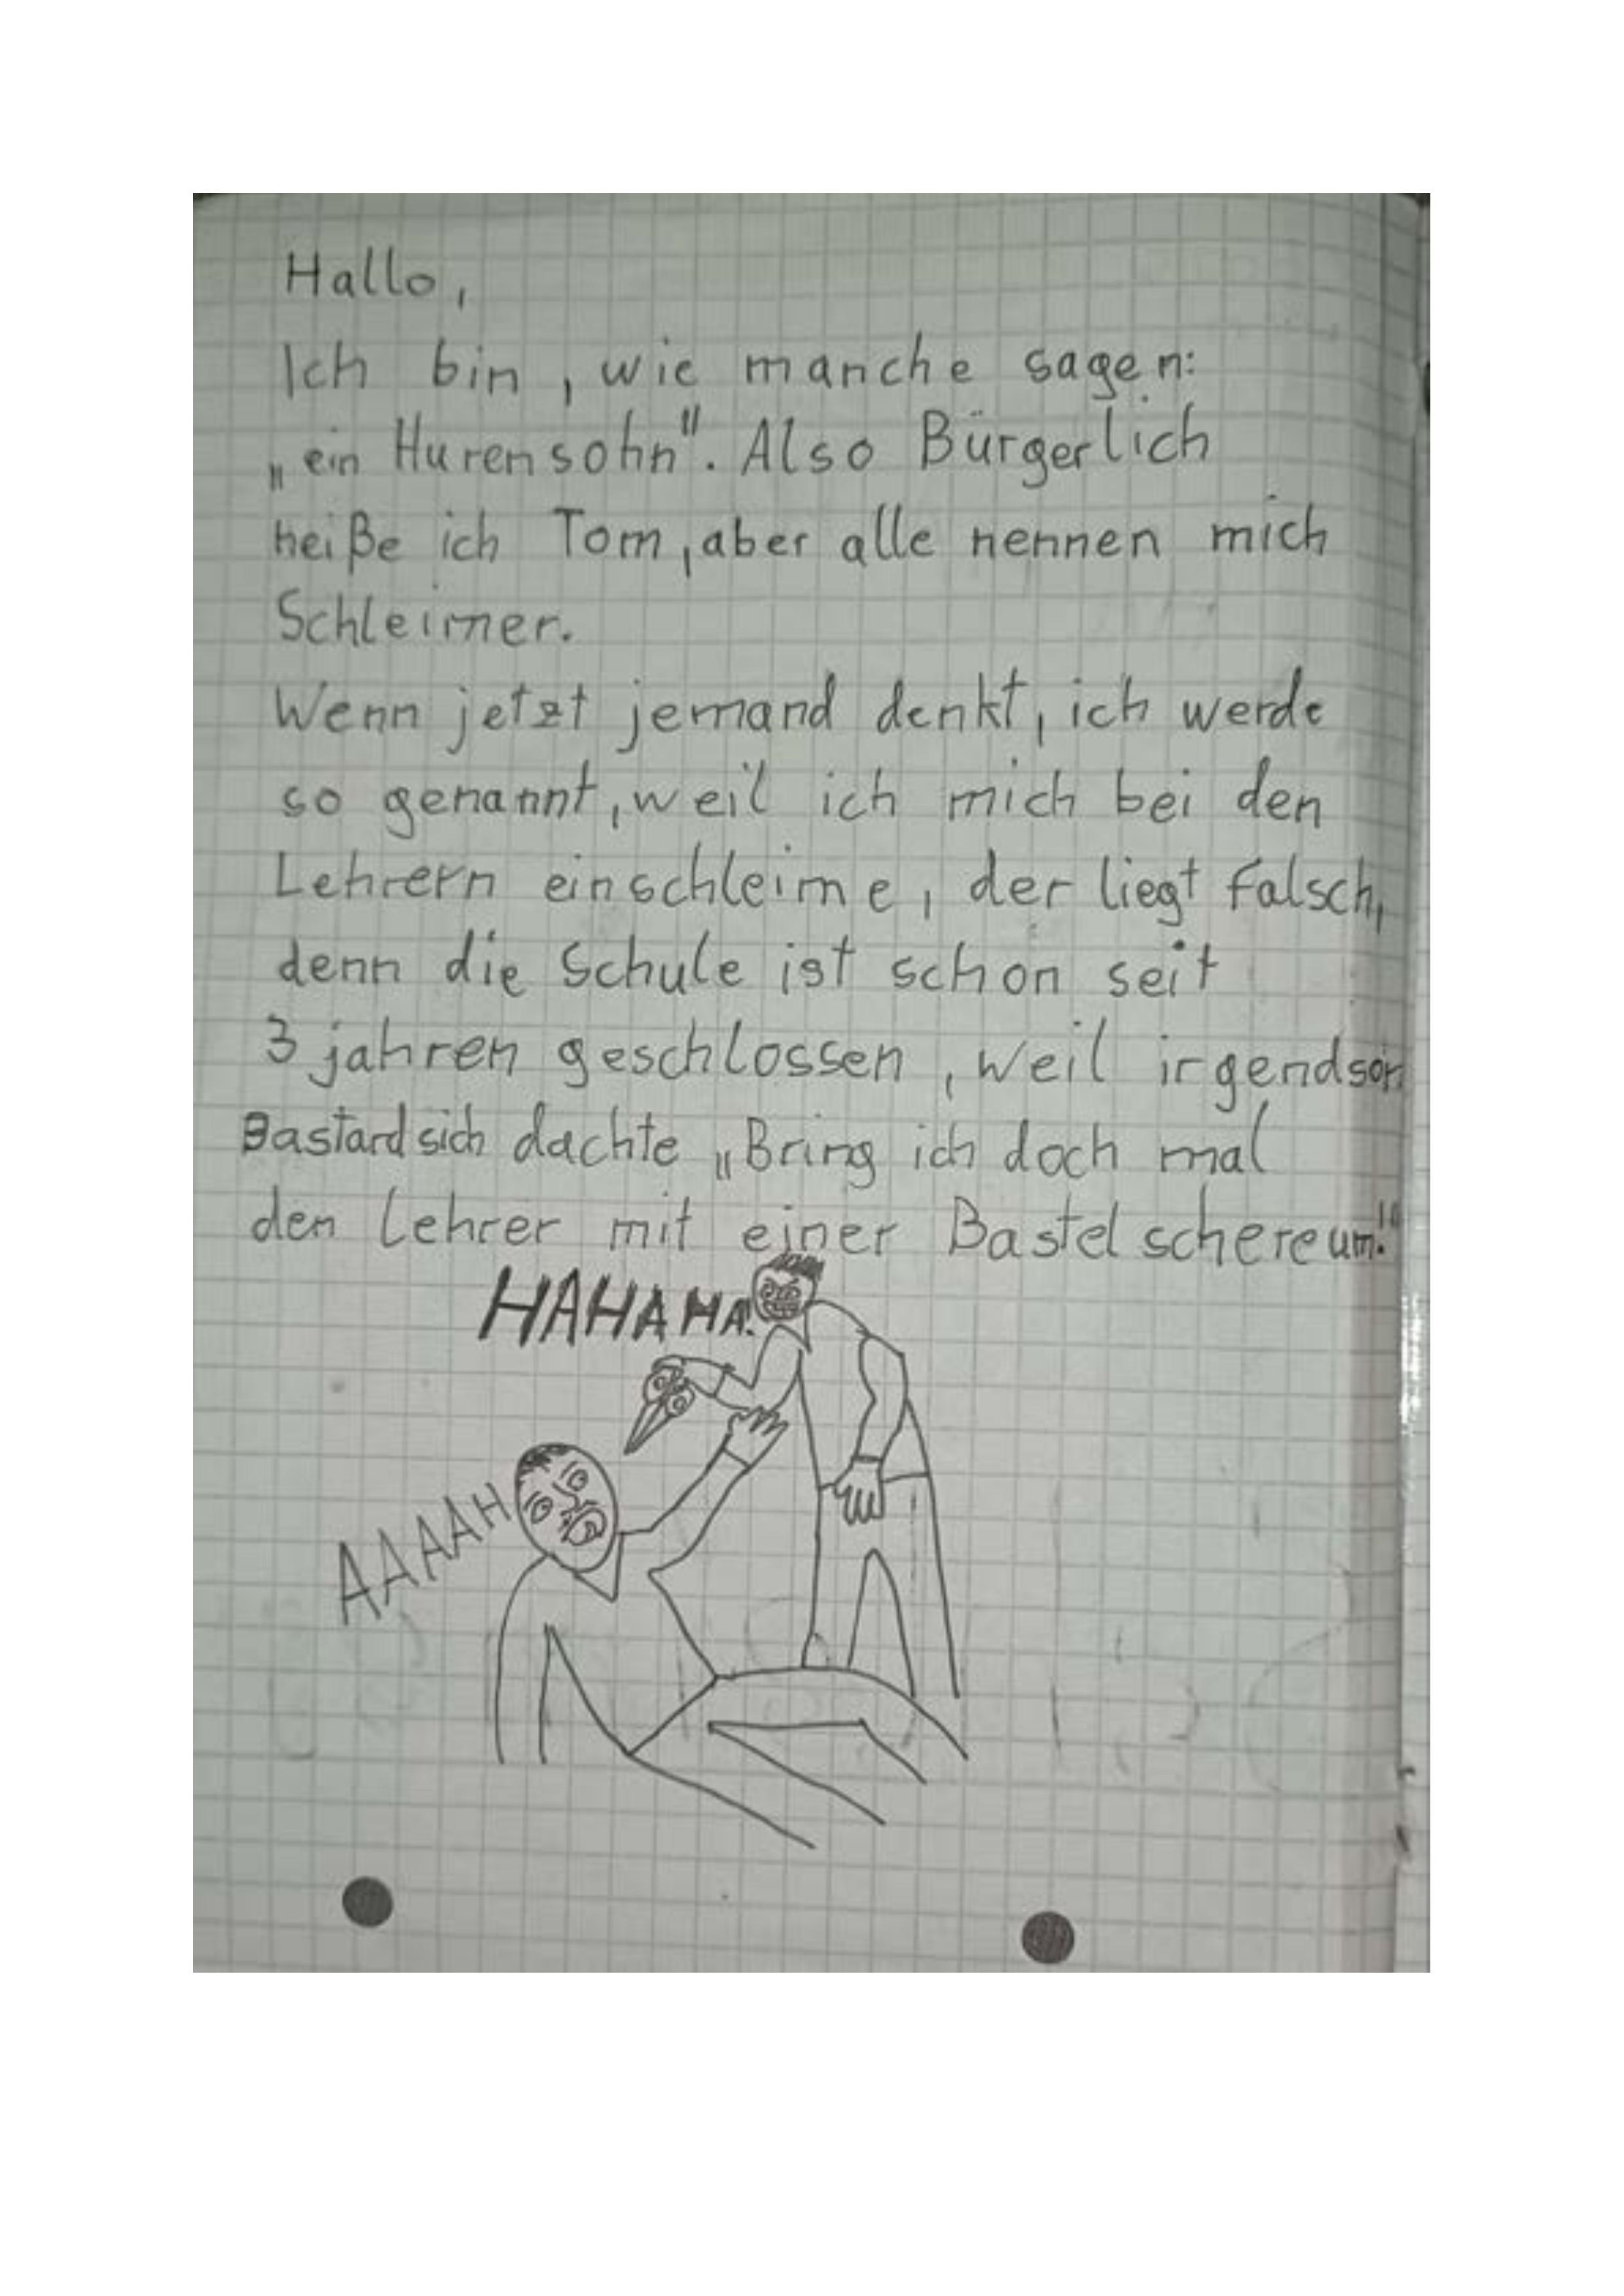 Hallo,
Ich bin, wie manche sagen:
„ein Hurensohn". Also Bürgerlich
heiße ich Tom, aber alle nennen mich
Schleimer.
Wenn jetzt jemand denkt, ich werde
so genannt, weil ich mich bei den
Lehrern einschleime, der liegt falsch,
denn die Schule ist schon seit
3 jahren geschlossen, weil irgendson
Bastard sich dachte „Bring ich doch mal
den Lehrer mit einer Bastelschere um!"
HAHAHA!
AAAAH